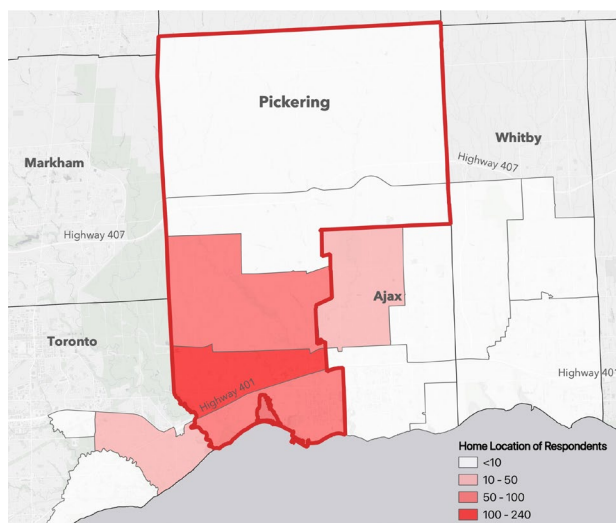 Pickering
Whitby
Markham
Highway 407
Highway 407
Ajax
Toronto
Highway 401
Highway 401
Home Location of Respondents
<10
10 - 50
50 - 100
100 - 240